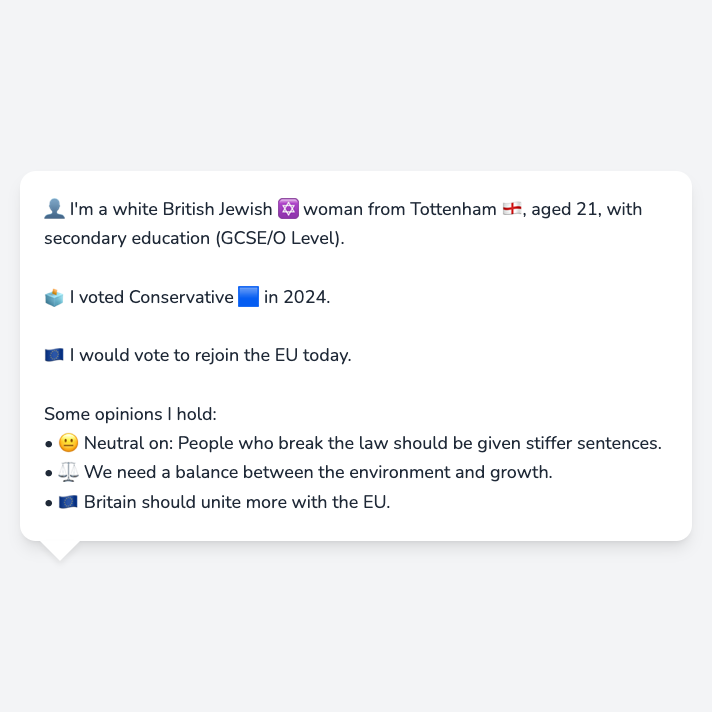 👤 I'm a white British Jewish 🔯 woman from Tottenham 🏴󠁧󠁢󠁥󠁮󠁧󠁿, aged 21, with
secondary education (GCSE/O Level).
🗳️ I voted Conservative 🟦 in 2024.
🇪🇺 I would vote to rejoin the EU today.
Some opinions I hold:
• 😐 Neutral on: People who break the law should be given stiffer sentences.
• ⚖️ We need a balance between the environment and growth.
• 🇪🇺 Britain should unite more with the EU.